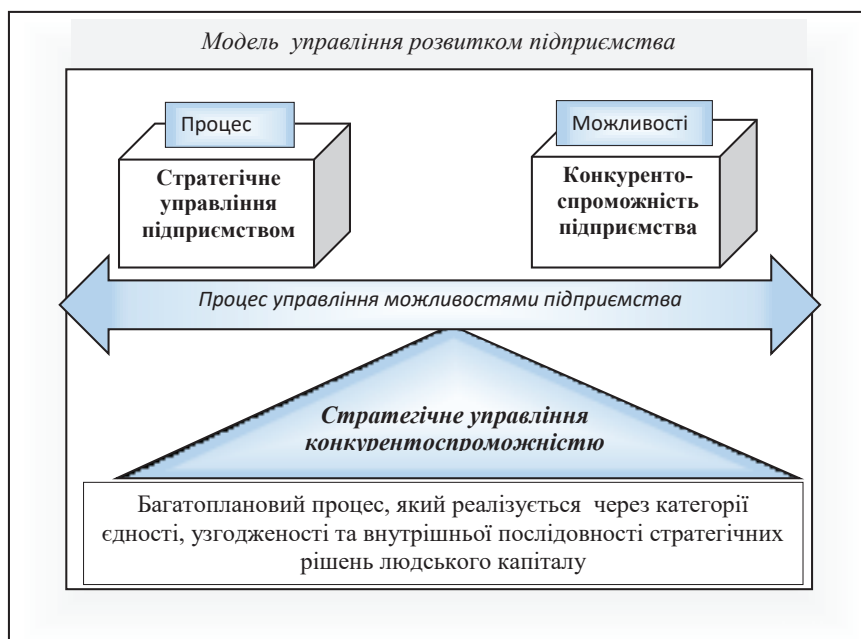 Модель управління розвитком підприємства
Процес
Можливості
Стратегічне
управління
підприємством
Конкуренто-
спроможність
підприємства
Процес управління можливостями підприємства
Стратегічне управління
конкурентоспроможністю
Багатоплановий процес, який реалізується через категорії
єдності, узгодженості та внутрішньої послідовності стратегічних
рішень людського капіталу